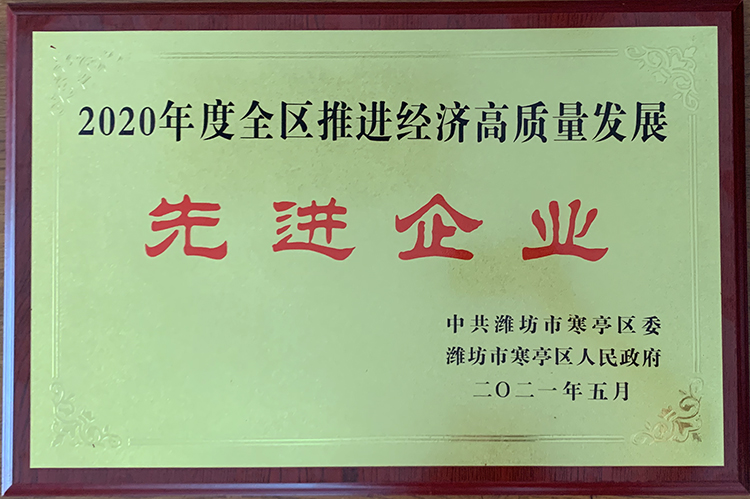 2020年度全区推进经济高质量发展
先进企业
中共潍坊市寒亭区委
潍坊市寒亭区人民政府
二〇二一年五月